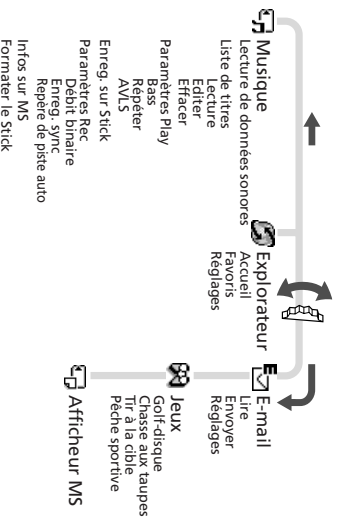 Musique
Lecture de données sonores
Liste de titres
Lecture
Editer
Effacer
Paramètres Play
Bass
Répéter
AVLS
Enreg. sur Stick
Paramètres Rec
Débit binaire
Enreg. sync
Repère de piste auto
Infos sur MS
Formater le Stick
Explorateur
Accueil
Favoris
Réglages
E
E-mail
Lire
Envoyer
Réglages
Jeux
Golf-disque
Chasse aux taupes
Tir à la cible
Pêche sportive
Afficheur MS